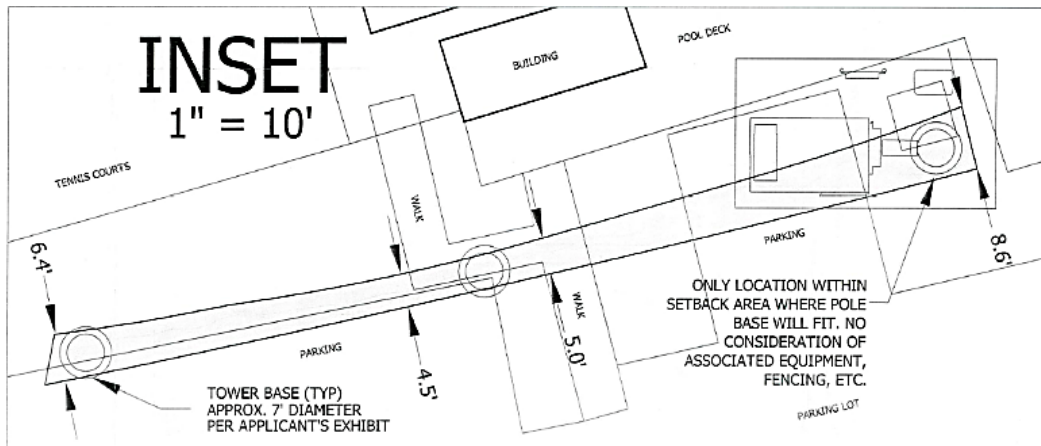 INSET
1" = 10'
POOL DECK
BUILDING
TENNIS COURTS
WALK
6.4'
PARKING
8.6'
ONLY LOCATION WITHIN
SETBACK AREA WHERE POLE
BASE WILL FIT. NO
CONSIDERATION OF
ASSOCIATED EQUIPMENT,
FENCING, ETC.
WALK
5.0'
PARKING
4.5'
TOWER BASE (TYP)
APPROX. 7' DIAMETER
PER APPLICANT'S EXHIBIT
PARKING LOT